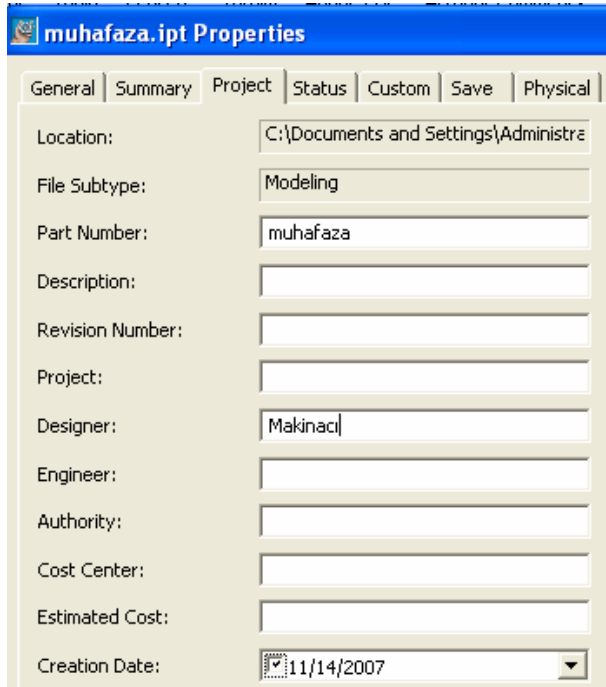 muhafaza.ipt Properties
General Summary Project Status Custom Save Physical
Location: C:\Documents and Settings\Administra
File Subtype: Modeling
Part Number: muhafaza
Description:
Revision Number:
Project:
Designer: Makinacı
Engineer:
Authority:
Cost Center:
Estimated Cost:
Creation Date: 11/14/2007